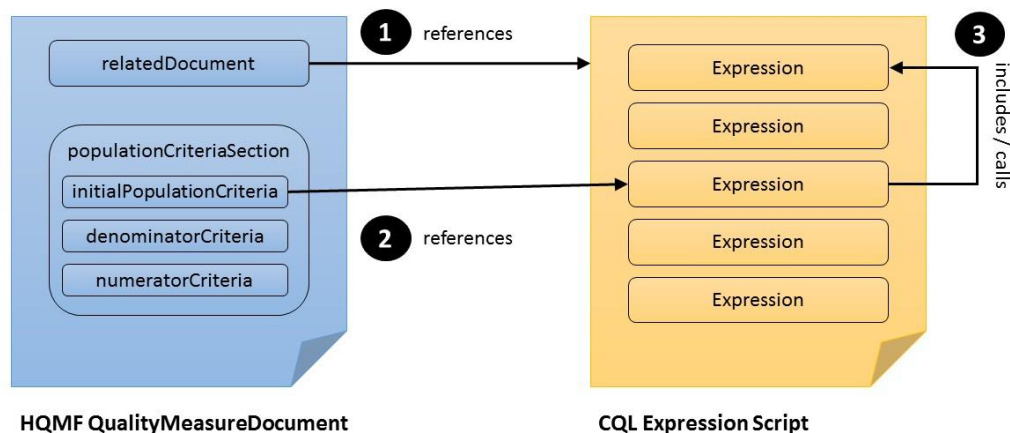 1 references
relatedDocument
populationCriteriaSection
initialPopulationCriteria
denominatorCriteria
numeratorCriteria
2 references
Expression
Expression
Expression
Expression
Expression
3
includes / calls
HQMF QualityMeasureDocument
CQL Expression Script